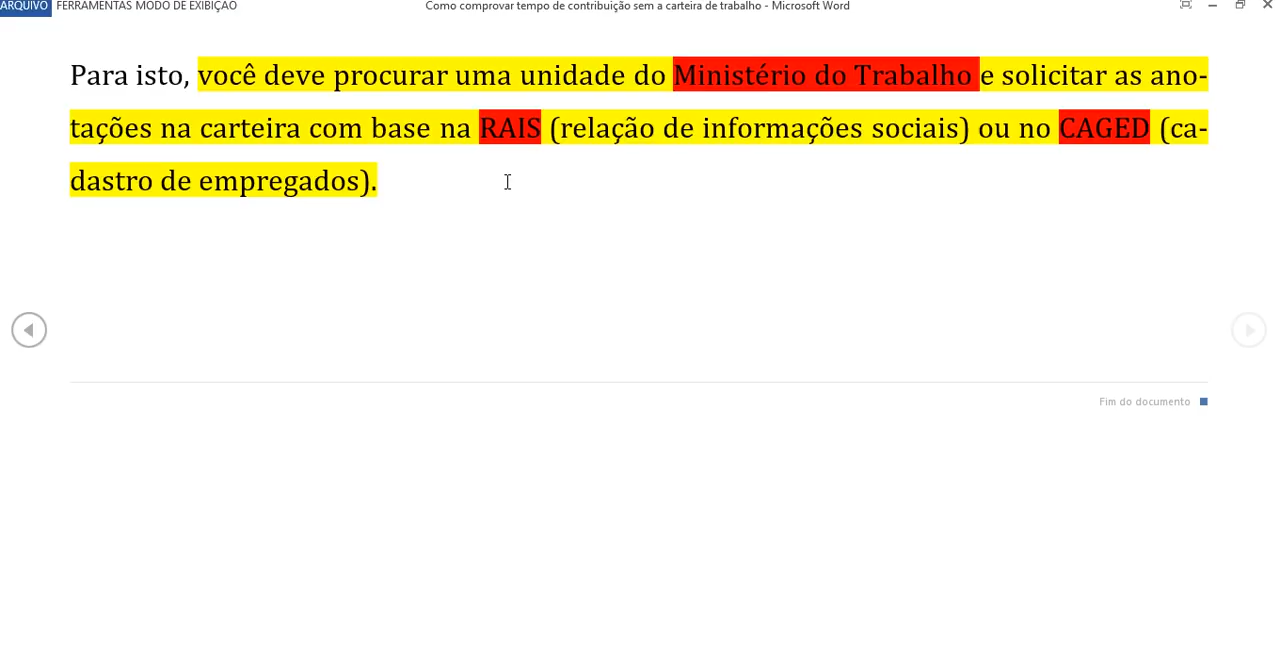 ARQUIVO FERRAMENTAS MODO DE EXIBIÇÃO Como comprovar tempo de contribuição sem a carteira de trabalho - Microsoft Word
Para isto, você deve procurar uma unidade do Ministério do Trabalho e solicitar as ano-
tações na carteira com base na RAIS (relação de informações sociais) ou no CAGED (ca-
dastro de empregados).
Fim do documento